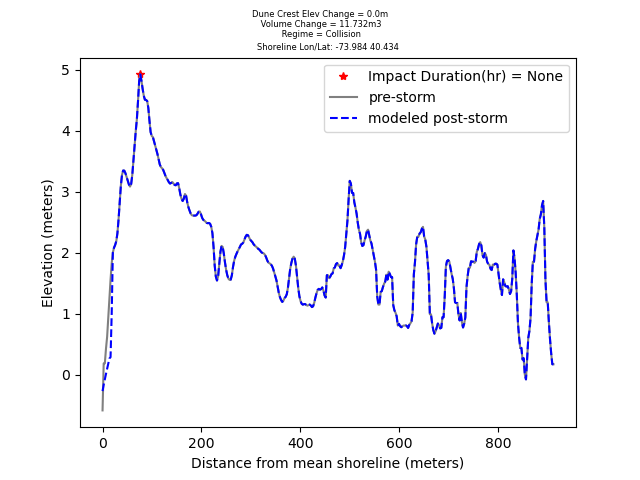 Dune Crest Elev Change = 0.0m
Volume Change = 11.732m3
Regime = Collision
Shoreline Lon/Lat: -73.984 40.434
Impact Duration(hr) = None
pre-storm
modeled post-storm
Elevation (meters)
5
4
3
2
1
0
0 200 400 600 800
Distance from mean shoreline (meters)